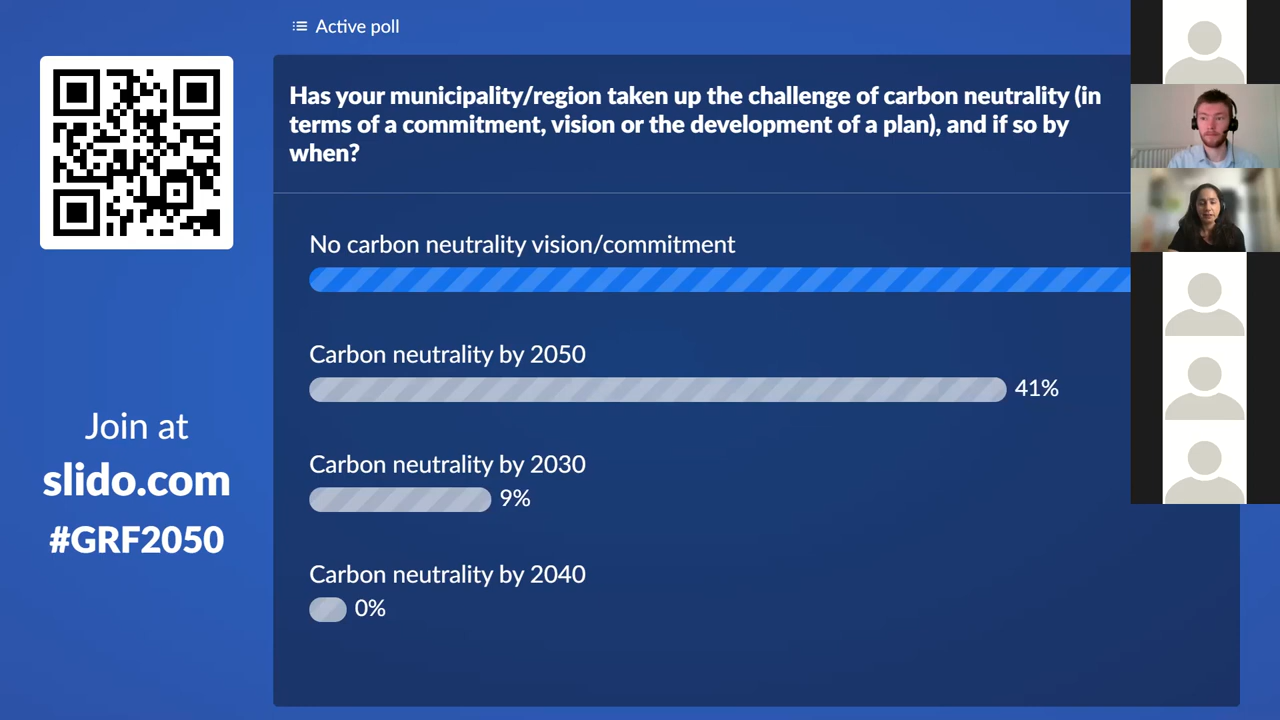 Active poll
Has your municipality/region taken up the challenge of carbon neutrality (in
terms of a commitment, vision or the development of a plan), and if so by
when?
No carbon neutrality vision/commitment
Carbon neutrality by 2050
41%
Carbon neutrality by 2030
9%
Carbon neutrality by 2040
0%
Join at
slido.com
#GRF2050